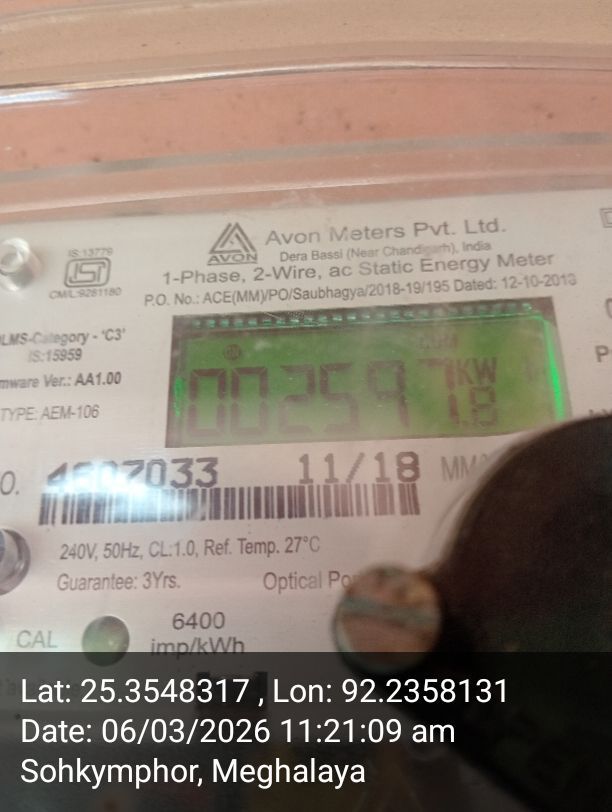 IS:13779
ISI
CM/L:9281180
AVON
Avon Meters Pvt. Ltd.
Dera Bassi (Near Chandigarh), India
1-Phase, 2-Wire, ac Static Energy Meter
P.O. No.: ACE(MM)/PO/Saubhagya/2018-19/195 Dated: 12-10-2018
DLMS-Category - 'C3'
IS:15959
mware Ver.: AA1.00
TYPE: AEM-106
CUM
KW
1.8
O. 033 11/18
240V, 50Hz, CL:1.0, Ref. Temp. 27°C
Guarantee: 3Yrs. Optical Po
CAL
6400
imp/kWh
Lat: 25.3548317 , Lon: 92.2358131
Date: 06/03/2026 11:21:09 am
Sohkymphor, Meghalaya